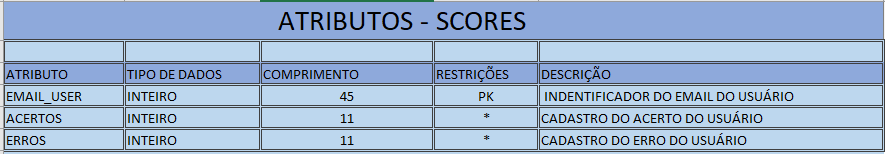 ATRIBUTOS - SCORES
ATRIBUTO TIPO DE DADOS COMPRIMENTO RESTRIÇÕES DESCRIÇÃO
EMAIL_USER INTEIRO 45 PK INDENTIFICADOR DO EMAIL DO USUÁRIO
ACERTOS INTEIRO 11 * CADASTRO DO ACERTO DO USUÁRIO
ERROS INTEIRO 11 * CADASTRO DO ERRO DO USUÁRIO